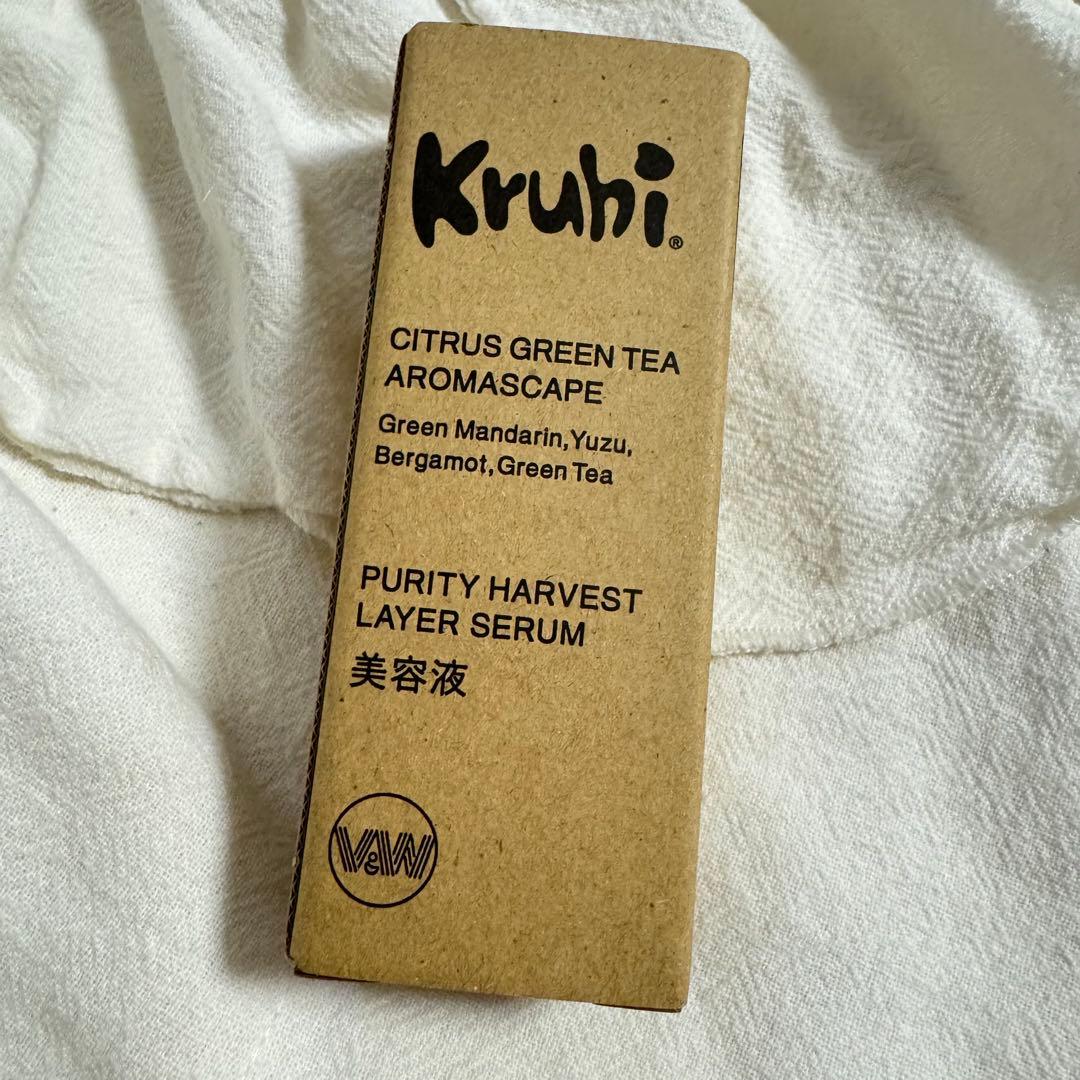 Kruhi®
CITRUS GREEN TEA
AROMASCAPE
Green Mandarin, Yuzu,
Bergamot, Green Tea
PURITY HARVEST
LAYER SERUM
美容液
V&W